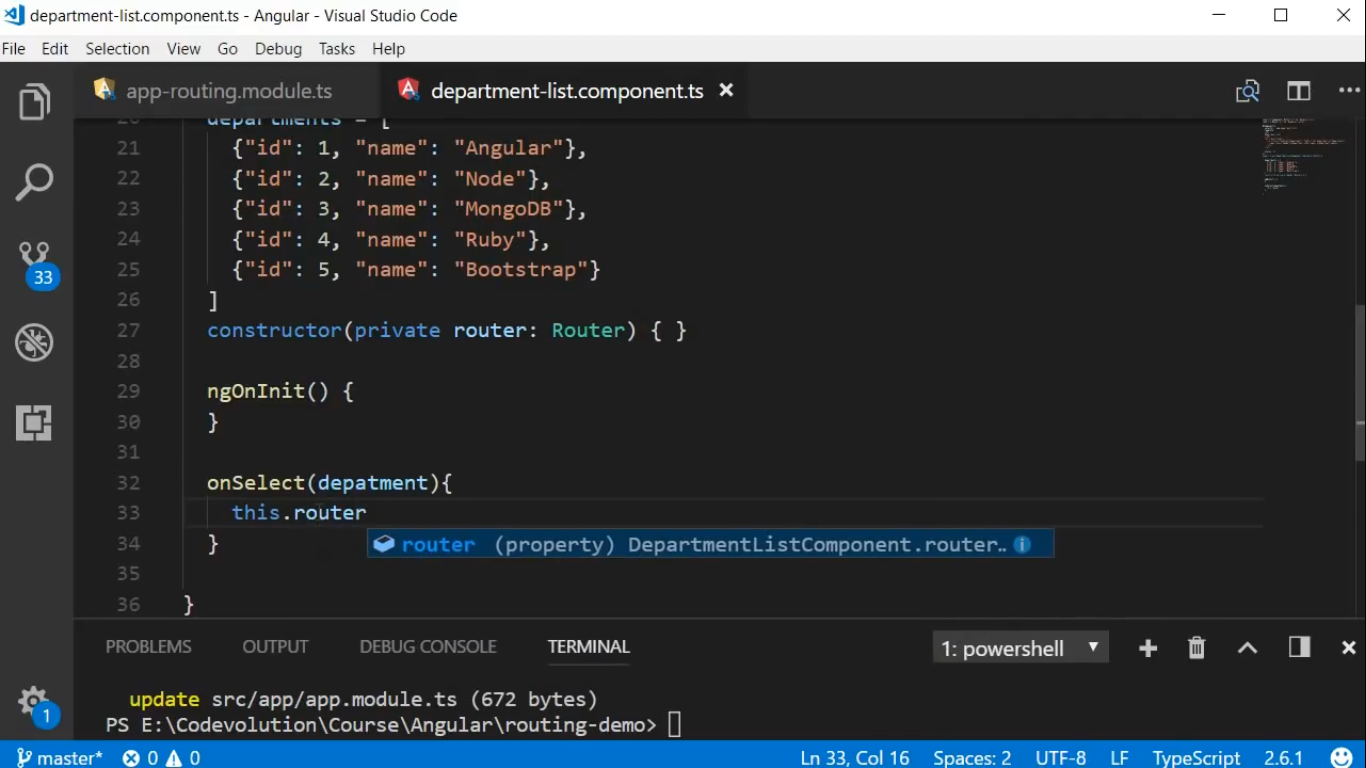 department-list.component.ts - Angular - Visual Studio Code
File Edit Selection View Go Debug Tasks Help
app-routing.module.ts department-list.component.ts
20 departments = [
21 {"id": 1, "name": "Angular"},
22 {"id": 2, "name": "Node"},
23 {"id": 3, "name": "MongoDB"},
24 {"id": 4, "name": "Ruby"},
25 {"id": 5, "name": "Bootstrap"}
26 ]
27 constructor(private router: Router) { }
28
29 ngOnInit() {
30 }
31
32 onSelect(depatment){
33 this.router
router (property) DepartmentListComponent.router..
34 }
35
36 }
33
1
PROBLEMS OUTPUT DEBUG CONSOLE TERMINAL 1: powershell
update src/app/app.module.ts (672 bytes)
PS E:\Codevolution\Course\Angular\routing-demo>
master* 0 0 Ln 33, Col 16 Spaces: 2 UTF-8 LF TypeScript 2.6.1